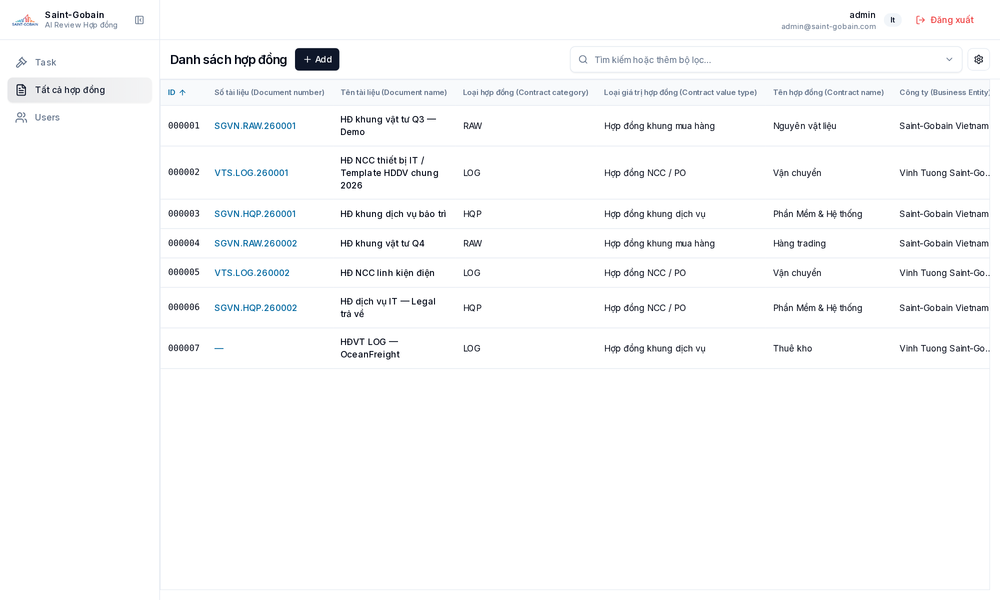 SAINT-GOBAIN
Saint-Gobain
AI Review Hợp đồng
admin
admin@saint-gobain.com
It
Đăng xuất
Task
Tất cả hợp đồng
Users
Danh sách hợp đồng
Add
Tìm kiếm hoặc thêm bộ lọc...
ID
Số tài liệu (Document number)
Tên tài liệu (Document name)
Loại hợp đồng (Contract category)
Loại giá trị hợp đồng (Contract value type)
Tên hợp đồng (Contract name)
Công ty (Business Entity)
000001
SGVN.RAW.260001
HĐ khung vật tư Q3 —
Demo
RAW
Hợp đồng khung mua hàng
Nguyên vật liệu
Saint-Gobain Vietnam
000002
VTS.LOG.260001
HĐ NCC thiết bị IT /
Template HDDV chung
2026
LOG
Hợp đồng NCC / PO
Vận chuyển
Vinh Tuong Saint-Go...
000003
SGVN.HQP.260001
HĐ khung dịch vụ bảo trì
HQP
Hợp đồng khung dịch vụ
Phần Mềm & Hệ thống
Saint-Gobain Vietnam
000004
SGVN.RAW.260002
HĐ khung vật tư Q4
RAW
Hợp đồng khung mua hàng
Hàng trading
Saint-Gobain Vietnam
000005
VTS.LOG.260002
HĐ NCC linh kiện điện
LOG
Hợp đồng NCC / PO
Vận chuyển
Vinh Tuong Saint-Go...
000006
SGVN.HQP.260002
HĐ dịch vụ IT — Legal
trả về
HQP
Hợp đồng NCC / PO
Phần Mềm & Hệ thống
Saint-Gobain Vietnam
000007
—
HĐVT LOG —
OceanFreight
LOG
Hợp đồng khung dịch vụ
Thuê kho
Vinh Tuong Saint-Go...